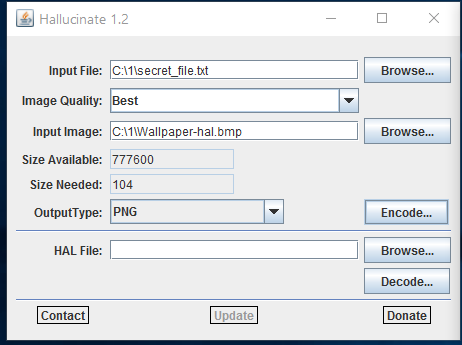 Hallucinate 1.2
Input File: C:\1\secret_file.txt Browse...
Image Quality: Best
Input Image: C:\1\Wallpaper-hal.bmp Browse...
Size Available: 777600
Size Needed: 104
OutputType: PNG Encode...
HAL File: Browse...
Decode...
Contact Update Donate